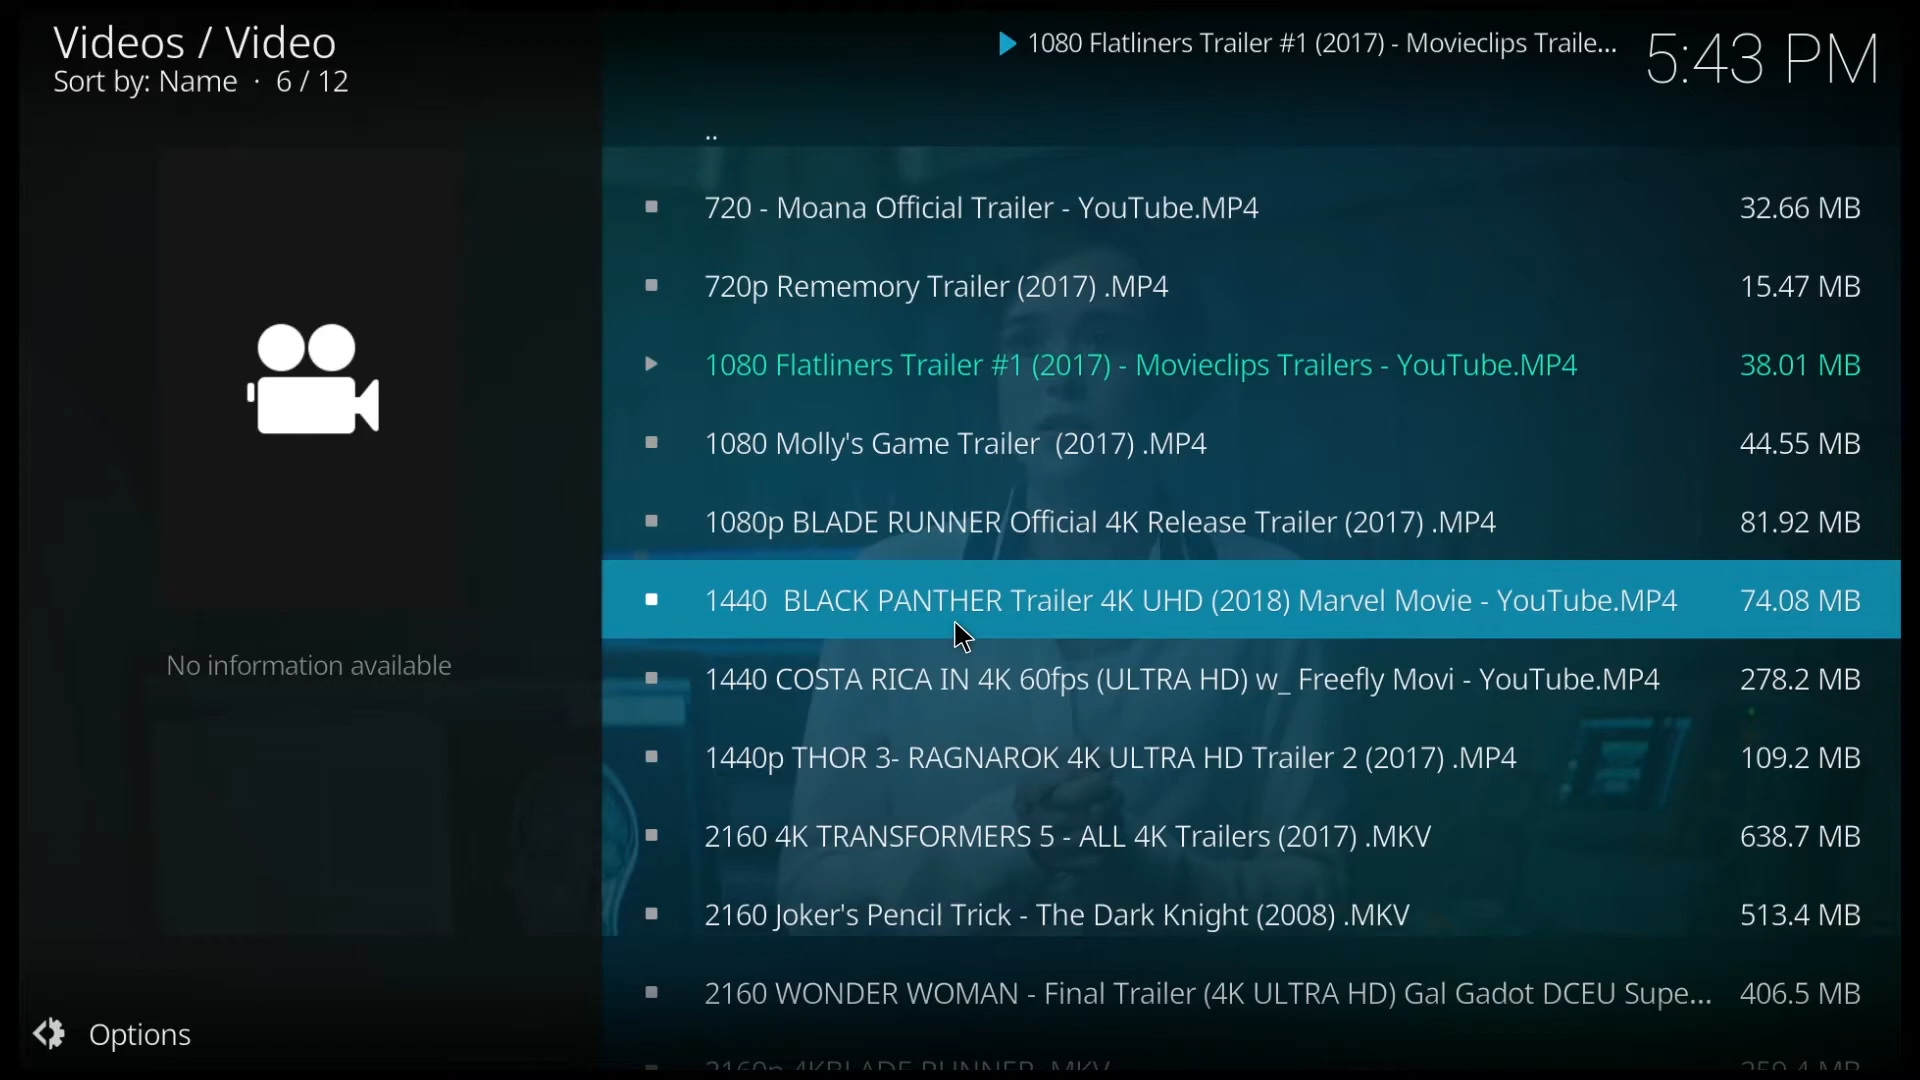 Videos / Video
Sort by: Name · 6 / 12
1080 Flatliners Trailer #1 (2017) - Movieclips Traile...
5:43 PM
..
720 - Moana Official Trailer - YouTube.MP4 32.66 MB
720p Rememory Trailer (2017) .MP4 15.47 MB
1080 Flatliners Trailer #1 (2017) - Movieclips Trailers - YouTube.MP4 38.01 MB
1080 Molly's Game Trailer  (2017) .MP4 44.55 MB
1080p BLADE RUNNER Official 4K Release Trailer (2017) .MP4 81.92 MB
1440  BLACK PANTHER Trailer 4K UHD (2018) Marvel Movie - YouTube.MP4 74.08 MB
1440 COSTA RICA IN 4K 60fps (ULTRA HD) w_ Freefly Movi - YouTube.MP4 278.2 MB
1440p THOR 3- RAGNAROK 4K ULTRA HD Trailer 2 (2017) .MP4 109.2 MB
2160 4K TRANSFORMERS 5 - ALL 4K Trailers (2017) .MKV 638.7 MB
2160 Joker's Pencil Trick - The Dark Knight (2008) .MKV 513.4 MB
2160 WONDER WOMAN - Final Trailer (4K ULTRA HD) Gal Gadot DCEU Supe... 406.5 MB
2160p 4KBLADE RUNNER .MKV
No information available
Options